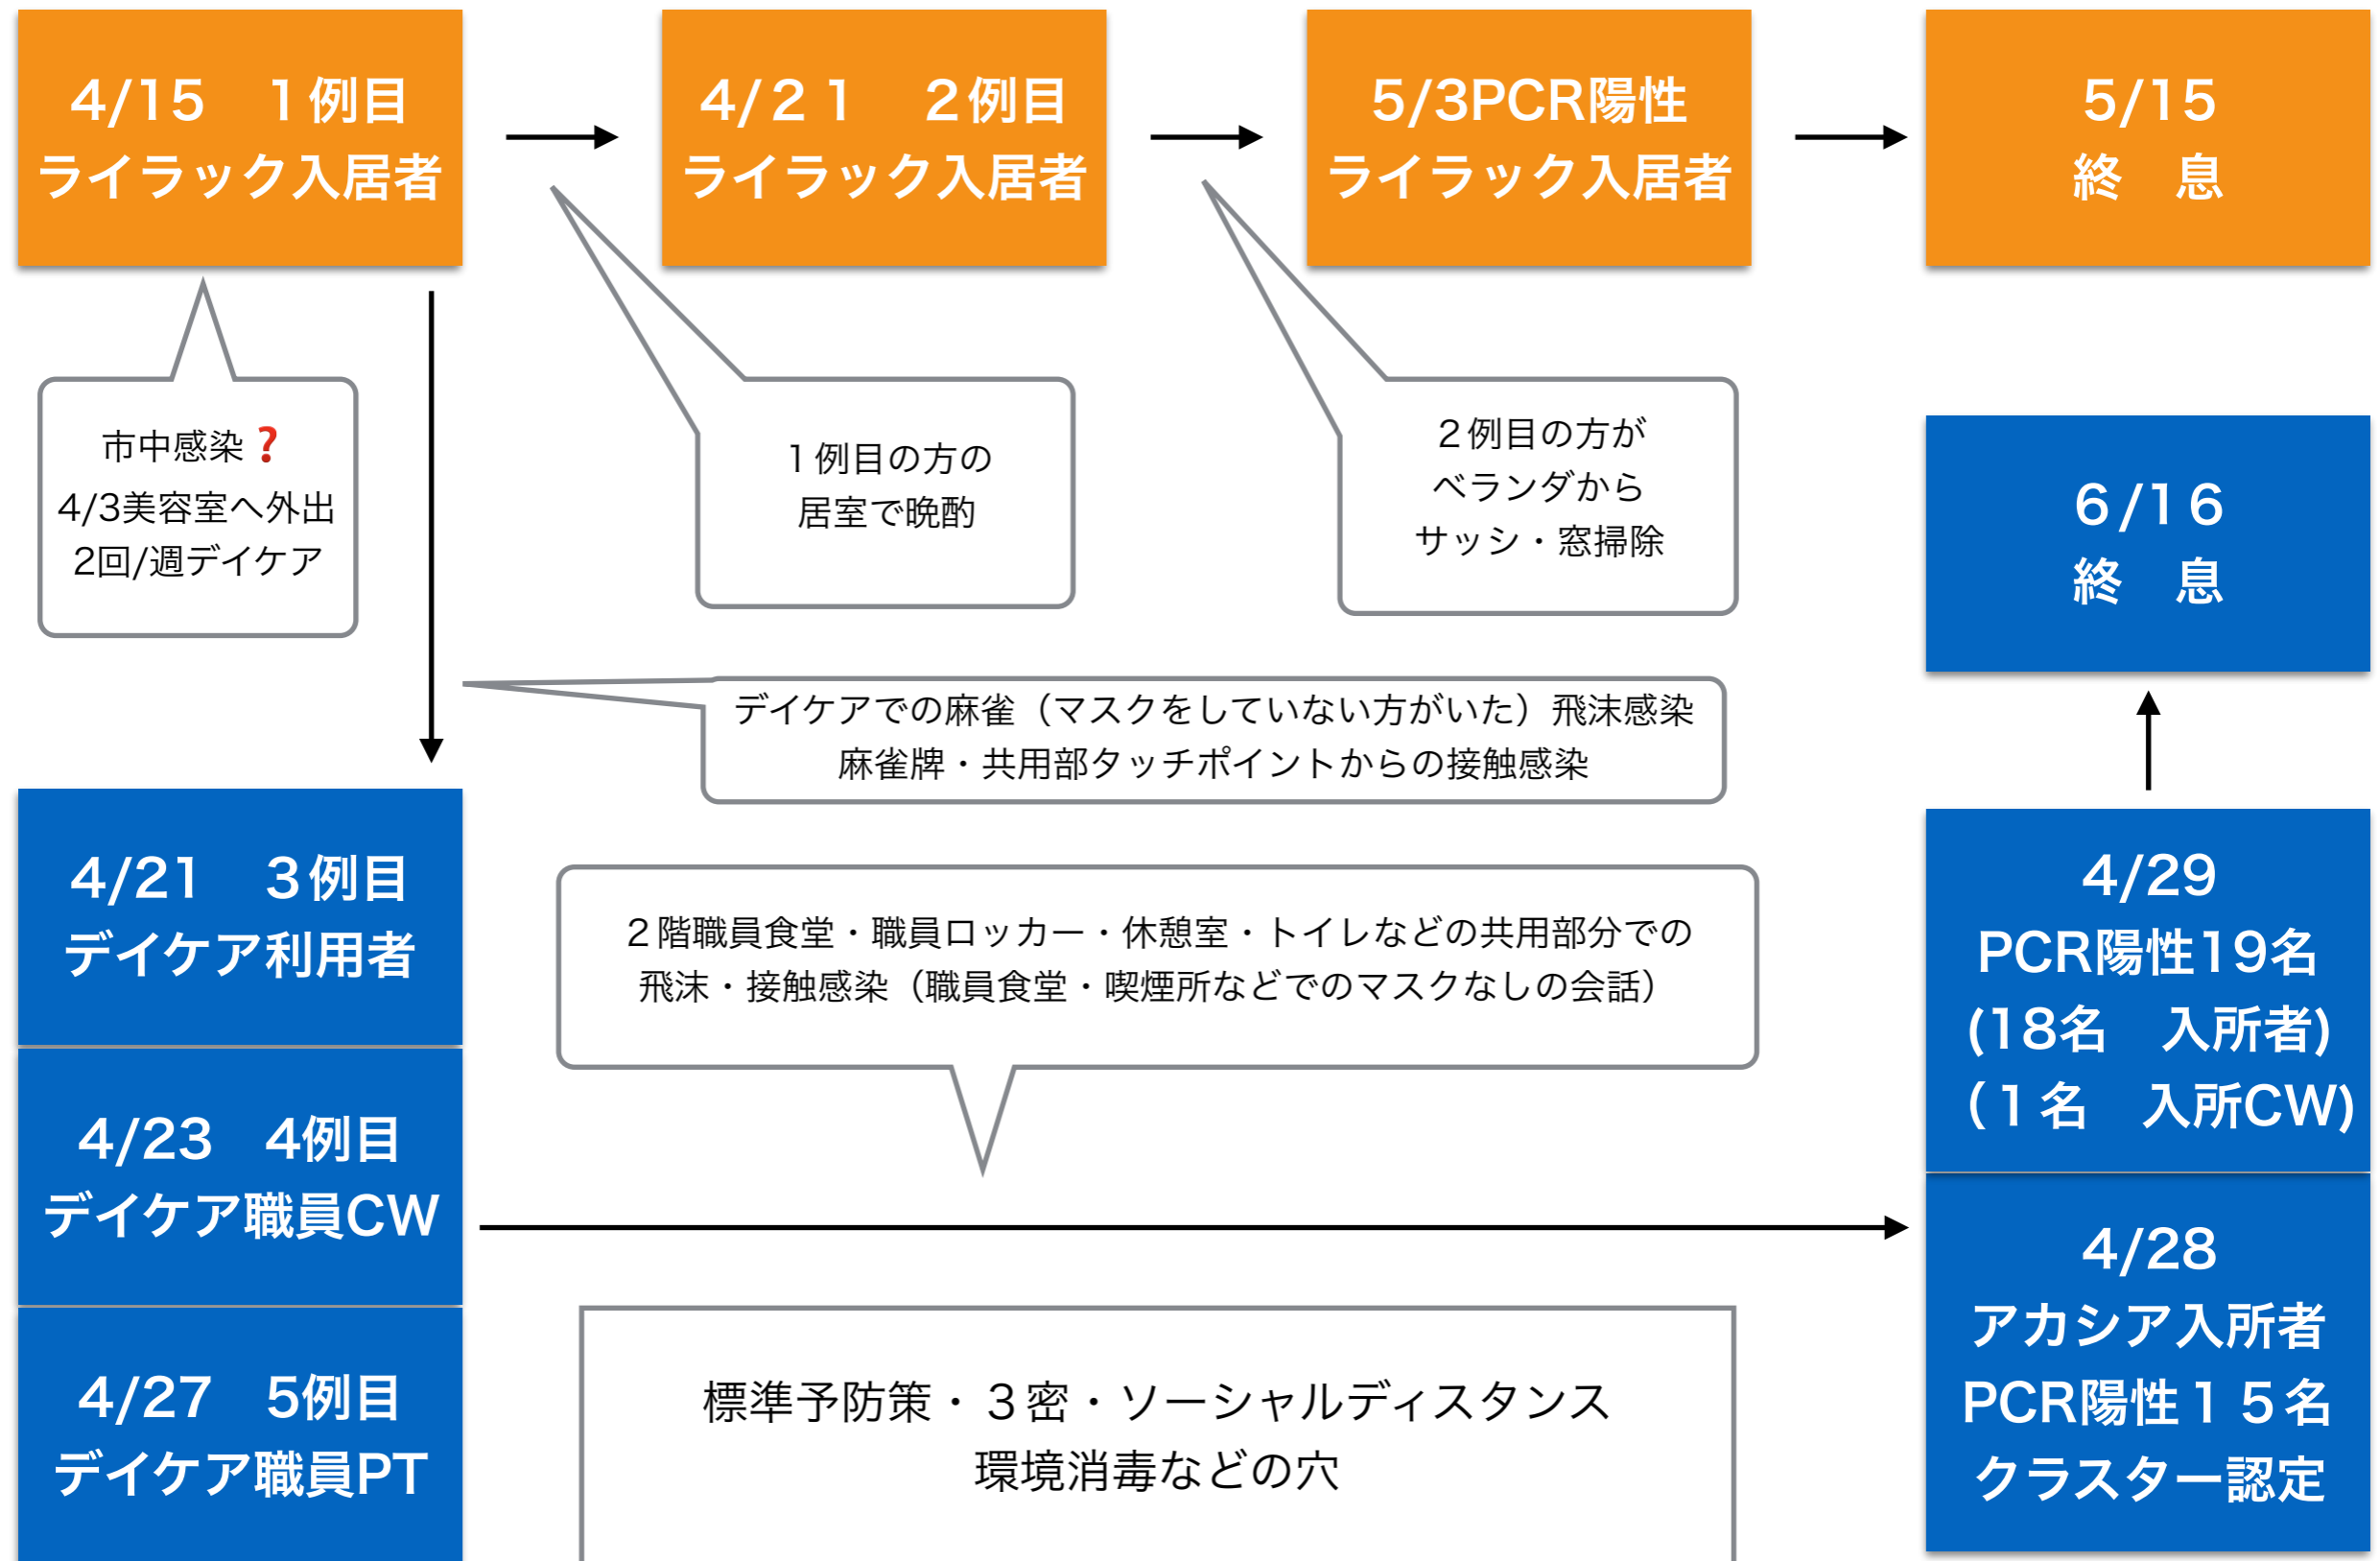 4/15　１例目
ライラック入居者
4/２１　２例目
ライラック入居者
5/3PCR陽性
ライラック入居者
5/15
終　息
市中感染❓
4/3美容室へ外出
2回/週デイケア
１例目の方の
居室で晩酌
２例目の方が
ベランダから
サッシ・窓掃除
６/１６
終　息
デイケアでの麻雀（マスクをしていない方がいた）飛沫感染
麻雀牌・共用部タッチポイントからの接触感染
4/21　３例目
デイケア利用者
4/23　4例目
デイケア職員CW
4/27　5例目
デイケア職員PT
２階職員食堂・職員ロッカー・休憩室・トイレなどの共用部分での
飛沫・接触感染（職員食堂・喫煙所などでのマスクなしの会話）
4/29
PCR陽性19名
(18名　入所者)
(１名　入所CW)
4/28
アカシア入所者
PCR陽性１５名
クラスター認定
標準予防策・３密・ソーシャルディスタンス
環境消毒などの穴